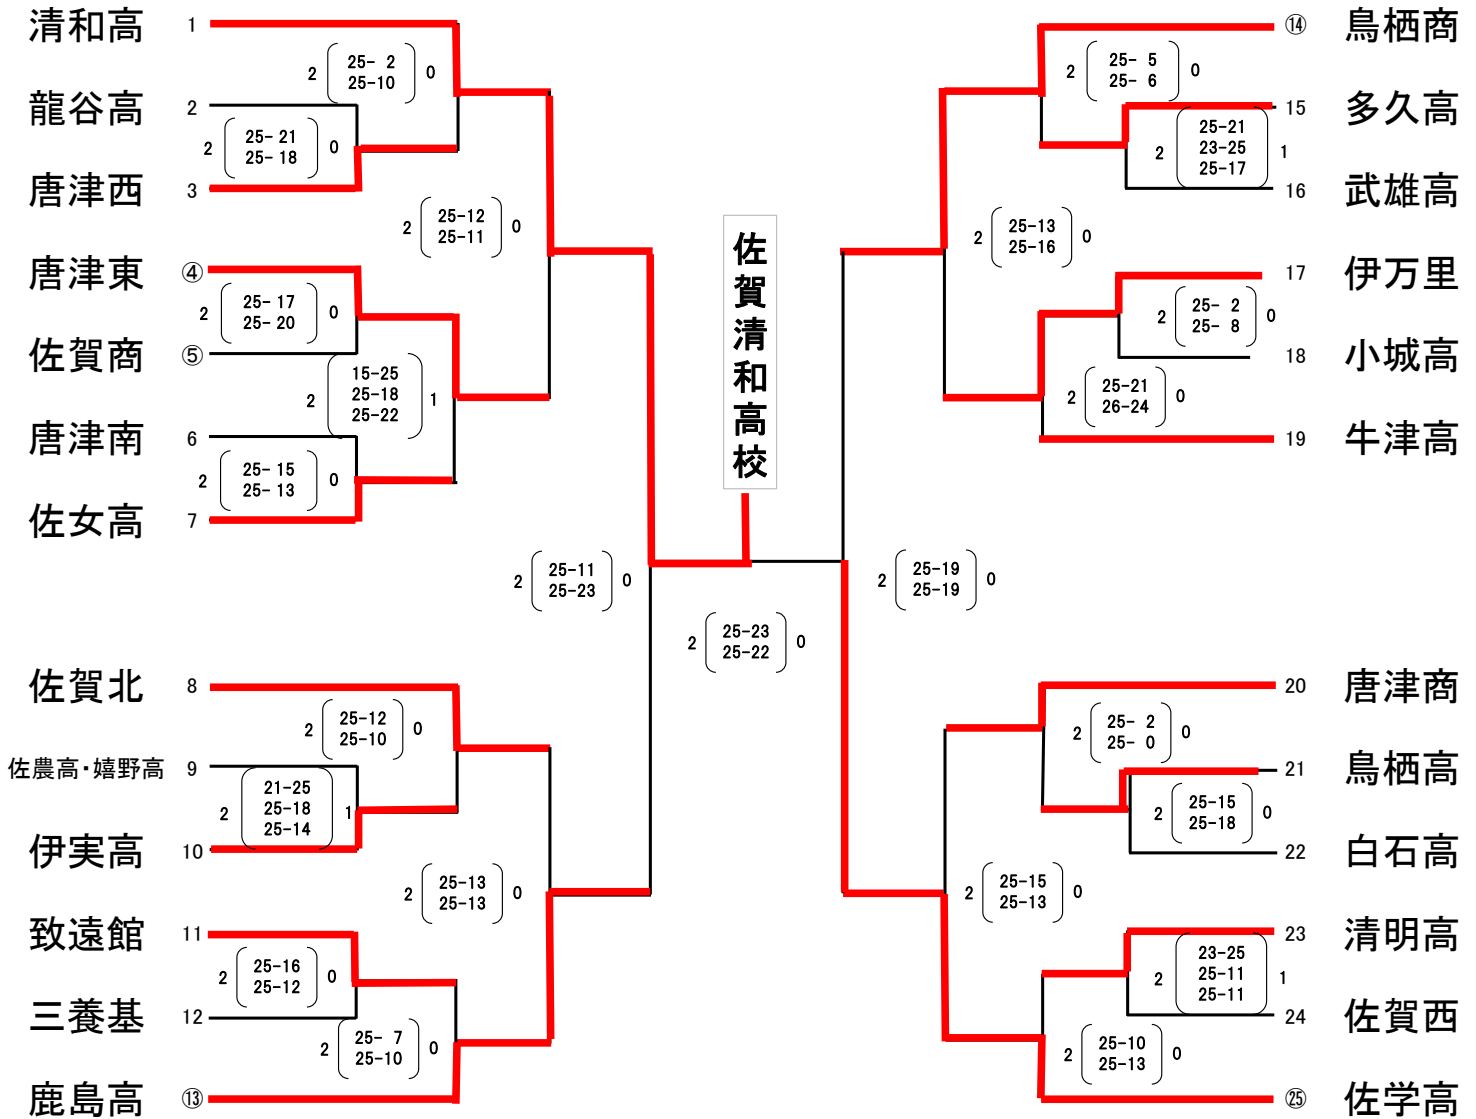 清和高 1
2 25- 2 0
25-10
龍谷高 2
2 25- 21 0
25- 18
唐津西 3
2 25-12 0
25-11
唐津東 ④
2 25- 17 0
25- 20
佐賀商 ⑤
15-25
2 25-18 1
25-22
唐津南 6
2 25- 15 0
25- 13
佐女高 7
2 25-11 0
25-23
佐賀北 8
2 25-12 0
25-10
佐農高・嬉野高 9
21-25
2 25-18 1
25-14
伊実高 10
2 25-13 0
25-13
致遠館 11
2 25-16 0
25-12
三養基 12
2 25- 7 0
25-10
鹿島高 ⑬
佐賀清和高校
2 25-23 0
25-22
⑭ 鳥栖商
2 25- 5 0
25- 6
15 多久高
25-21
2 23-25 1
25-17
16 武雄高
2 25-13 0
25-16
17 伊万里
2 25- 2 0
25- 8
18 小城高
2 25-21 0
26-24
19 牛津高
2 25-19 0
25-19
20 唐津商
2 25- 2 0
25- 0
21 鳥栖高
2 25-15 0
25-18
22 白石高
2 25-15 0
25-13
23 清明高
23-25
2 25-11 1
25-11
24 佐賀西
2 25-10 0
25-13
㉕ 佐学高